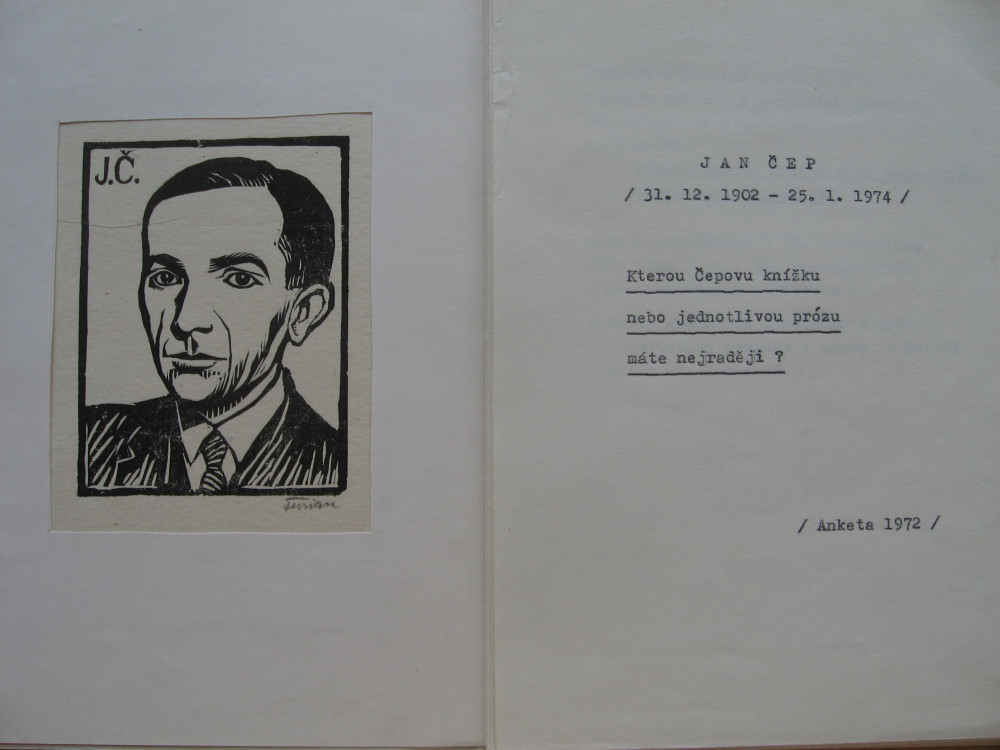 J.Č.
JAN ČEP
/ 31. 12. 1902 - 25. 1. 1974 /
Kterou Čepovu knížku
nebo jednotlivou prózu
máte nejraději ?
/ Anketa 1972 /